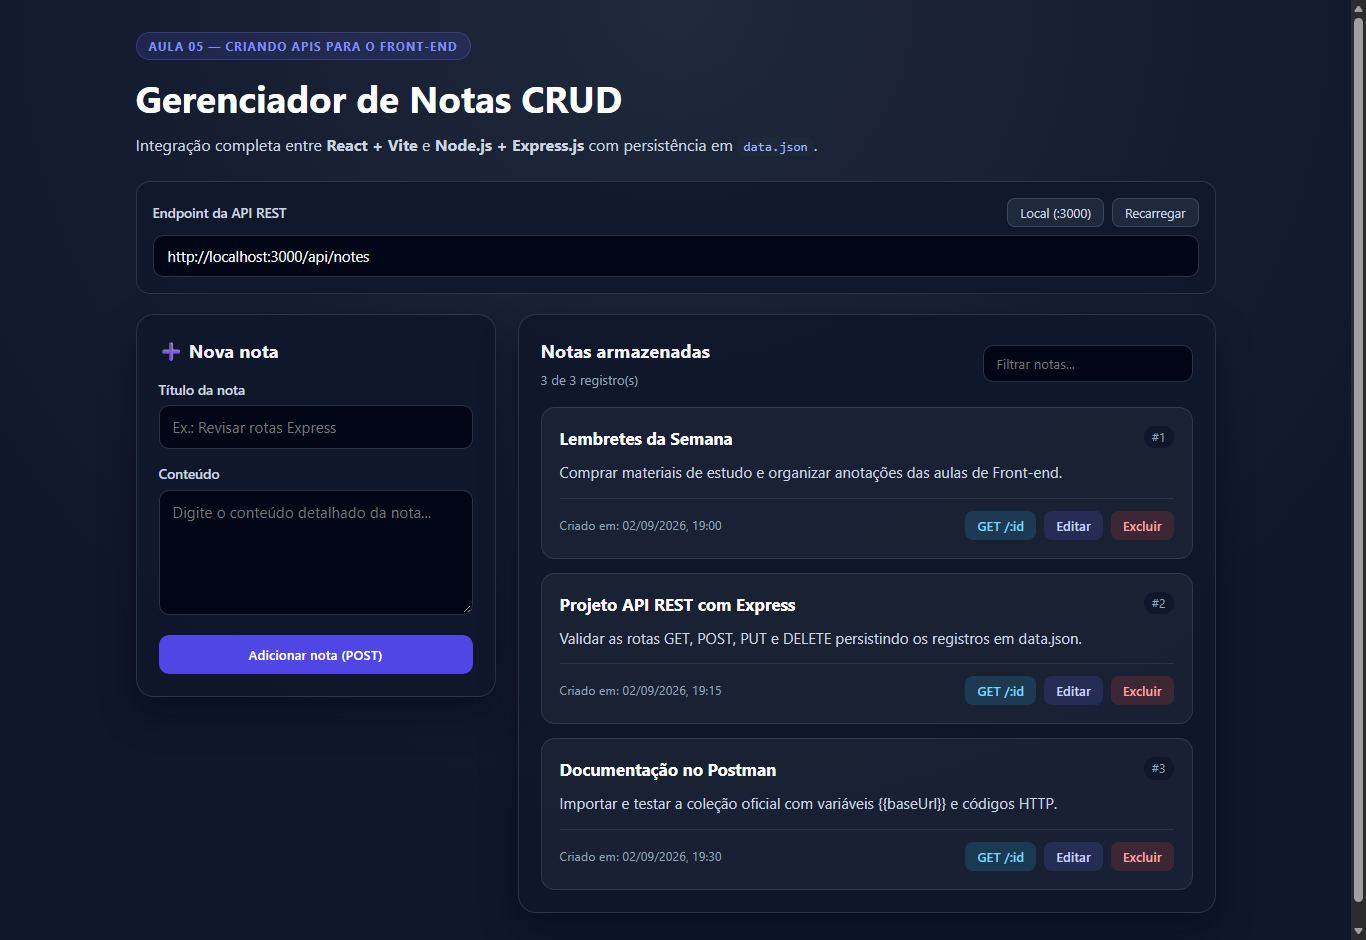 AULA 05 — CRIANDO APIS PARA O FRONT-END
Gerenciador de Notas CRUD
Integração completa entre React + Vite e Node.js + Express.js com persistência em data.json .
Endpoint da API REST
Local (:3000)
Recarregar
http://localhost:3000/api/notes
➕ Nova nota
Título da nota
Ex.: Revisar rotas Express
Conteúdo
Digite o conteúdo detalhado da nota...
Adicionar nota (POST)
Notas armazenadas
3 de 3 registro(s)
Filtrar notas...
Lembretes da Semana
#1
Comprar materiais de estudo e organizar anotações das aulas de Front-end.
Criado em: 02/09/2026, 19:00
GET /:id
Editar
Excluir
Projeto API REST com Express
#2
Validar as rotas GET, POST, PUT e DELETE persistindo os registros em data.json.
Criado em: 02/09/2026, 19:15
GET /:id
Editar
Excluir
Documentação no Postman
#3
Importar e testar a coleção oficial com variáveis {{baseUrl}} e códigos HTTP.
Criado em: 02/09/2026, 19:30
GET /:id
Editar
Excluir